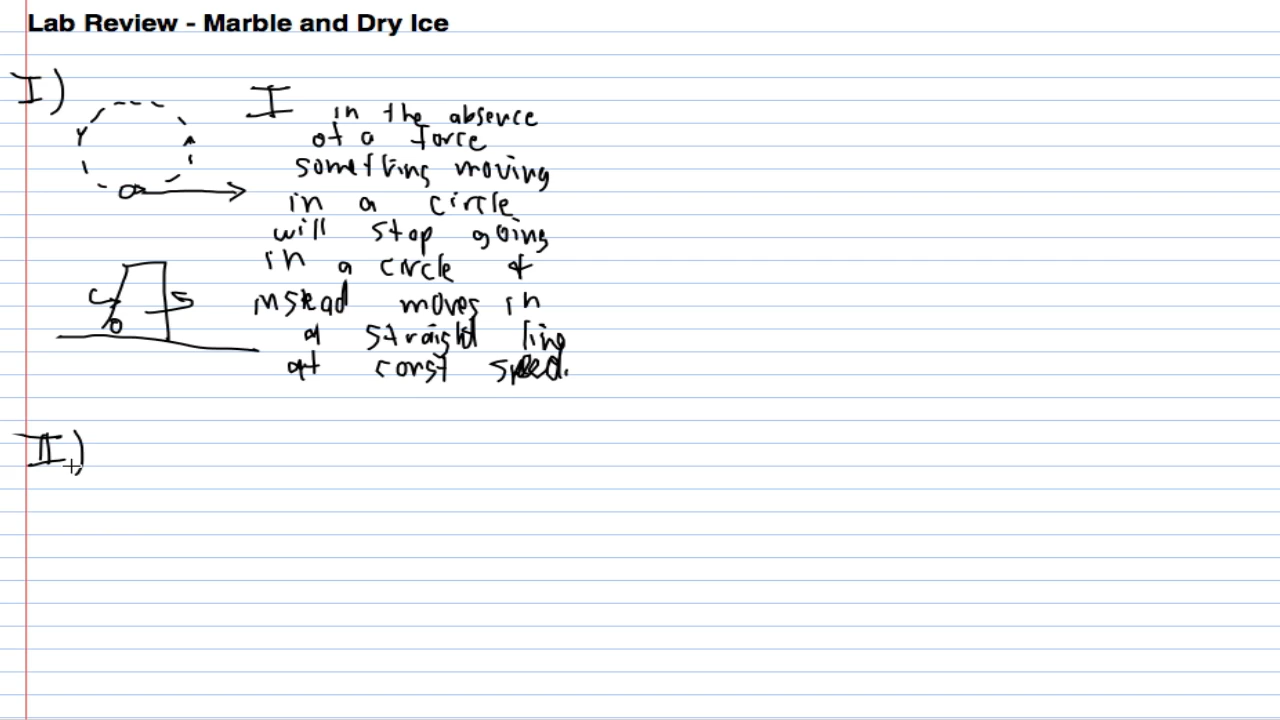 Lab Review - Marble and Dry Ice
I)
I in the absence
of a force
something moving
in a circle
will stop going
in a circle &
instead moves in
a straight line
at const speed.
II)